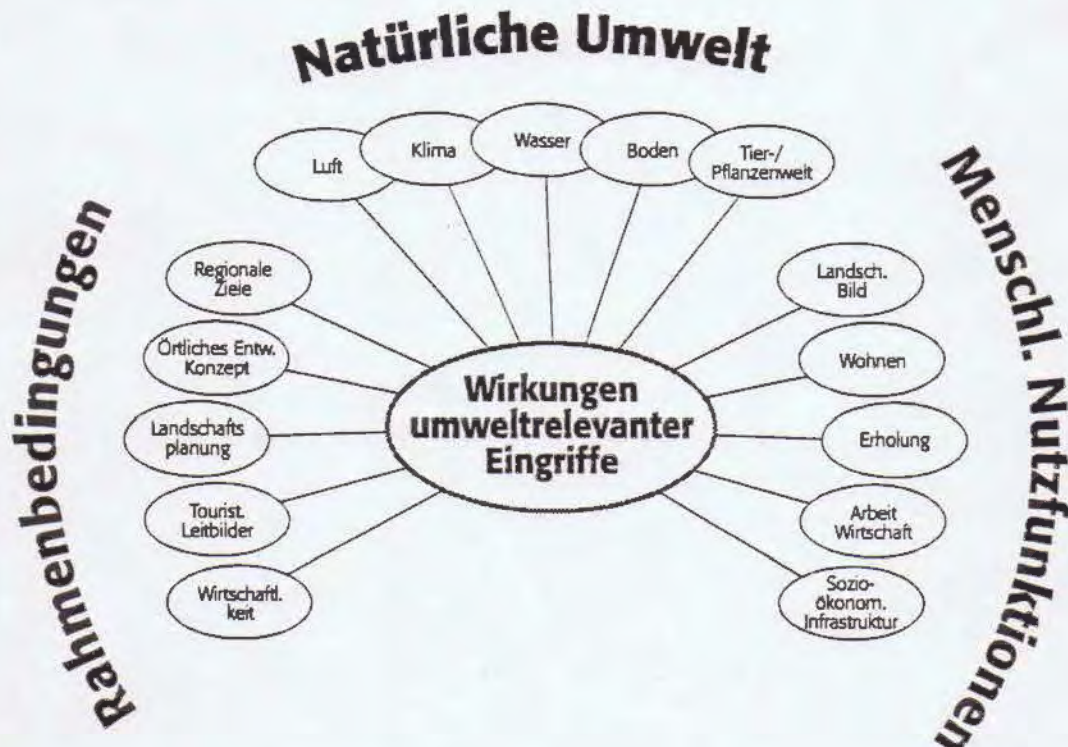 Natürliche Umwelt
Luft
Klima
Wasser
Boden
Tier-/
Pflanzenwelt
Rahmenbedingungen
Regionale
Ziele
Örtliches Entw.
Konzept
Landschafts
planung
Tourist.
Leitbilder
Wirtschaftl.
keit
Wirkungen
umweltrelevanter
Eingriffe
Menschl. Nutzfunktionen
Landsch.
Bild
Wohnen
Erholung
Arbeit
Wirtschaft
Sozio-
ökonom.
Infrastruktur